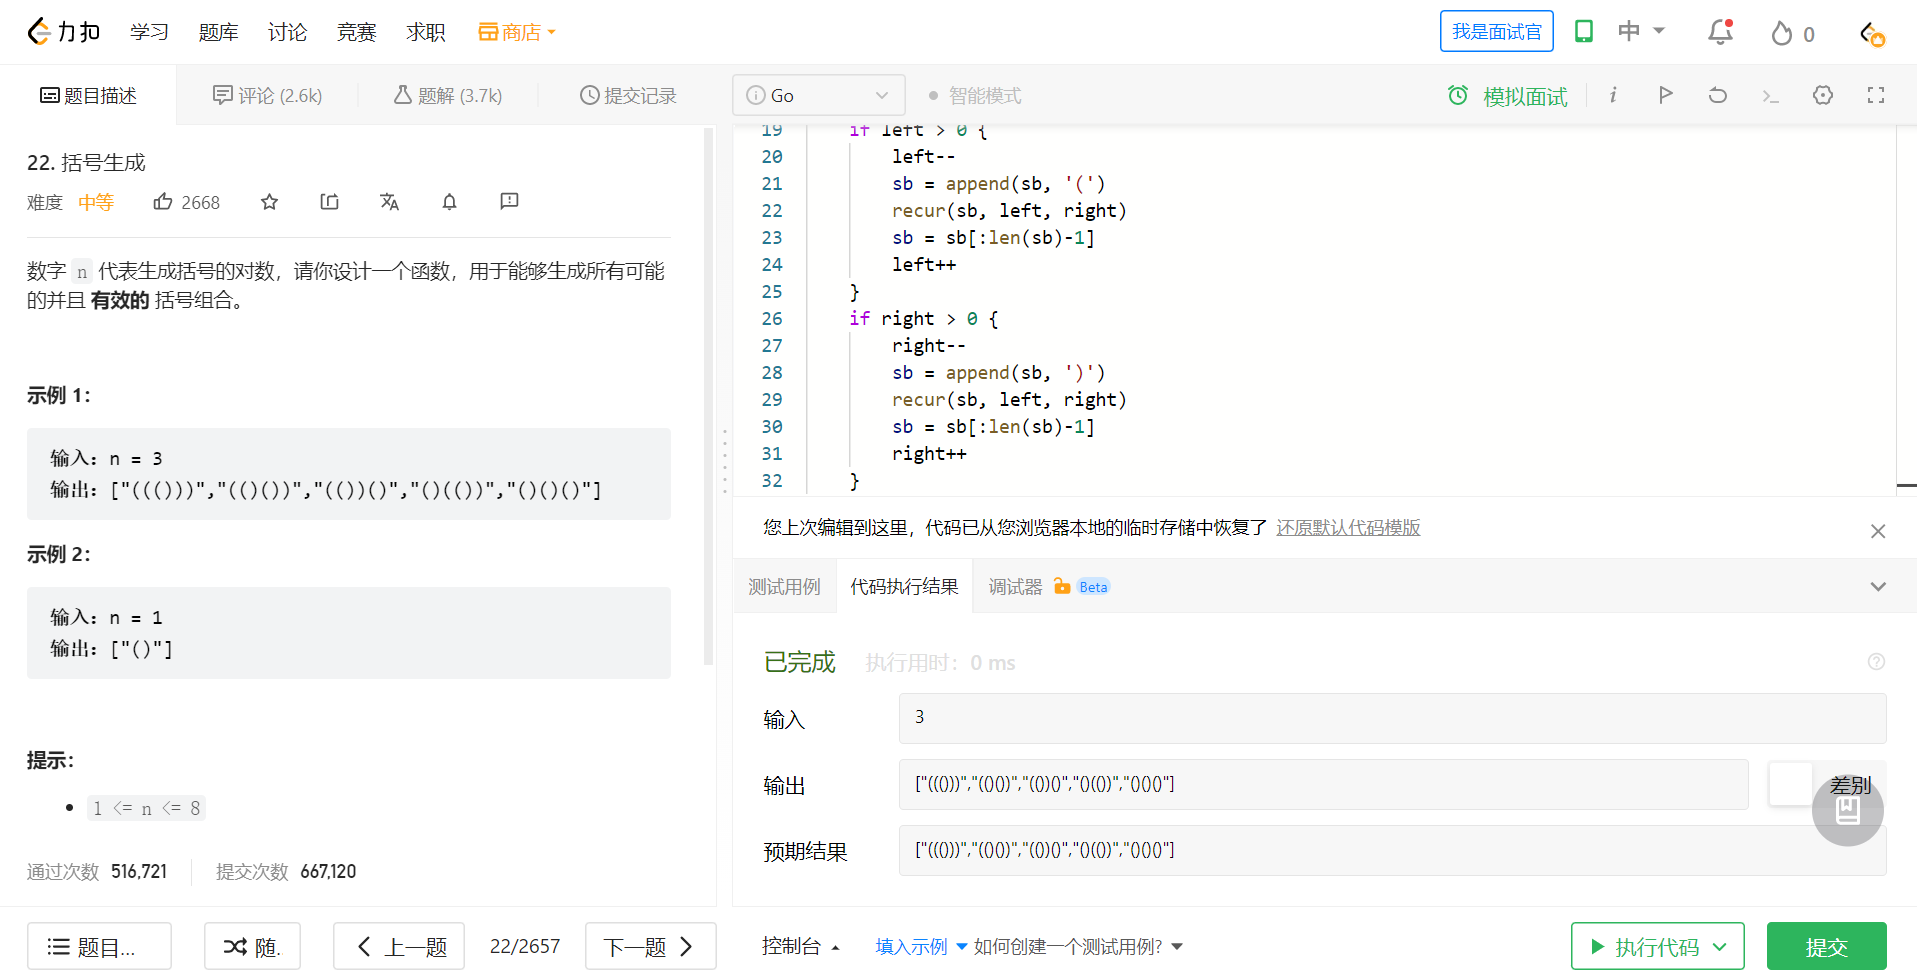 力扣 学习 题库 讨论 竞赛 求职 商店 我是面试官 中 0
题目描述 评论 (2.6k) 题解 (3.7k) 提交记录 Go 智能模式 模拟面试 i
22. 括号生成
难度 中等 2668
数字 n 代表生成括号的对数，请你设计一个函数，用于能够生成所有可能
的并且 有效的 括号组合。
示例 1：
输入：n = 3
输出：["((()))","(()())","(())()","()(())","()()()"]
示例 2：
输入：n = 1
输出：["()"]
提示：
1 <= n <= 8
通过次数 516,721 提交次数 667,120
题目... 随. 上一题 22/2657 下一题
19 if left > 0 {
20 left--
21 sb = append(sb, '(')
22 recur(sb, left, right)
23 sb = sb[:len(sb)-1]
24 left++
25 }
26 if right > 0 {
27 right--
28 sb = append(sb, ')')
29 recur(sb, left, right)
30 sb = sb[:len(sb)-1]
31 right++
32 }
您上次编辑到这里，代码已从您浏览器本地的临时存储中恢复了 还原默认代码模版
测试用例 代码执行结果 调试器 Beta
已完成 执行用时：0 ms
输入 3
输出 ["((()))","(()())","(())()","()(())","()()()"] 差别
预期结果 ["((()))","(()())","(())()","()(())","()()()"]
控制台 填入示例 如何创建一个测试用例? 执行代码 提交